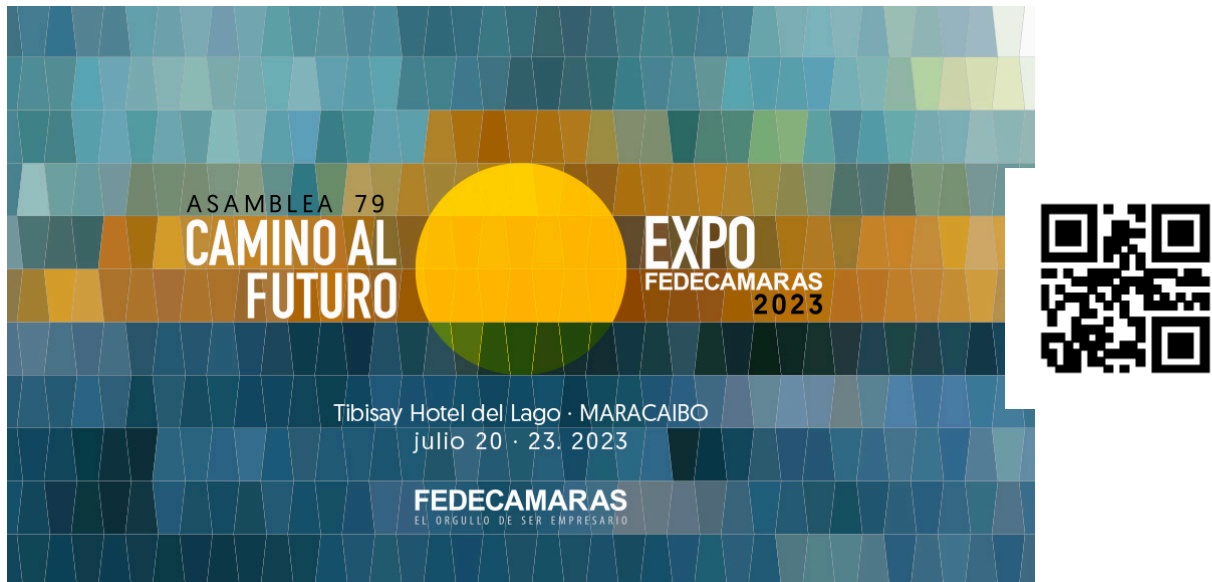 ASAMBLEA 79
CAMINO AL
FUTURO
EXPO
FEDECAMARAS
2023
Tibisay Hotel del Lago · MARACAIBO
julio 20 · 23. 2023
FEDECAMARAS
EL ORGULLO DE SER EMPRESARIO